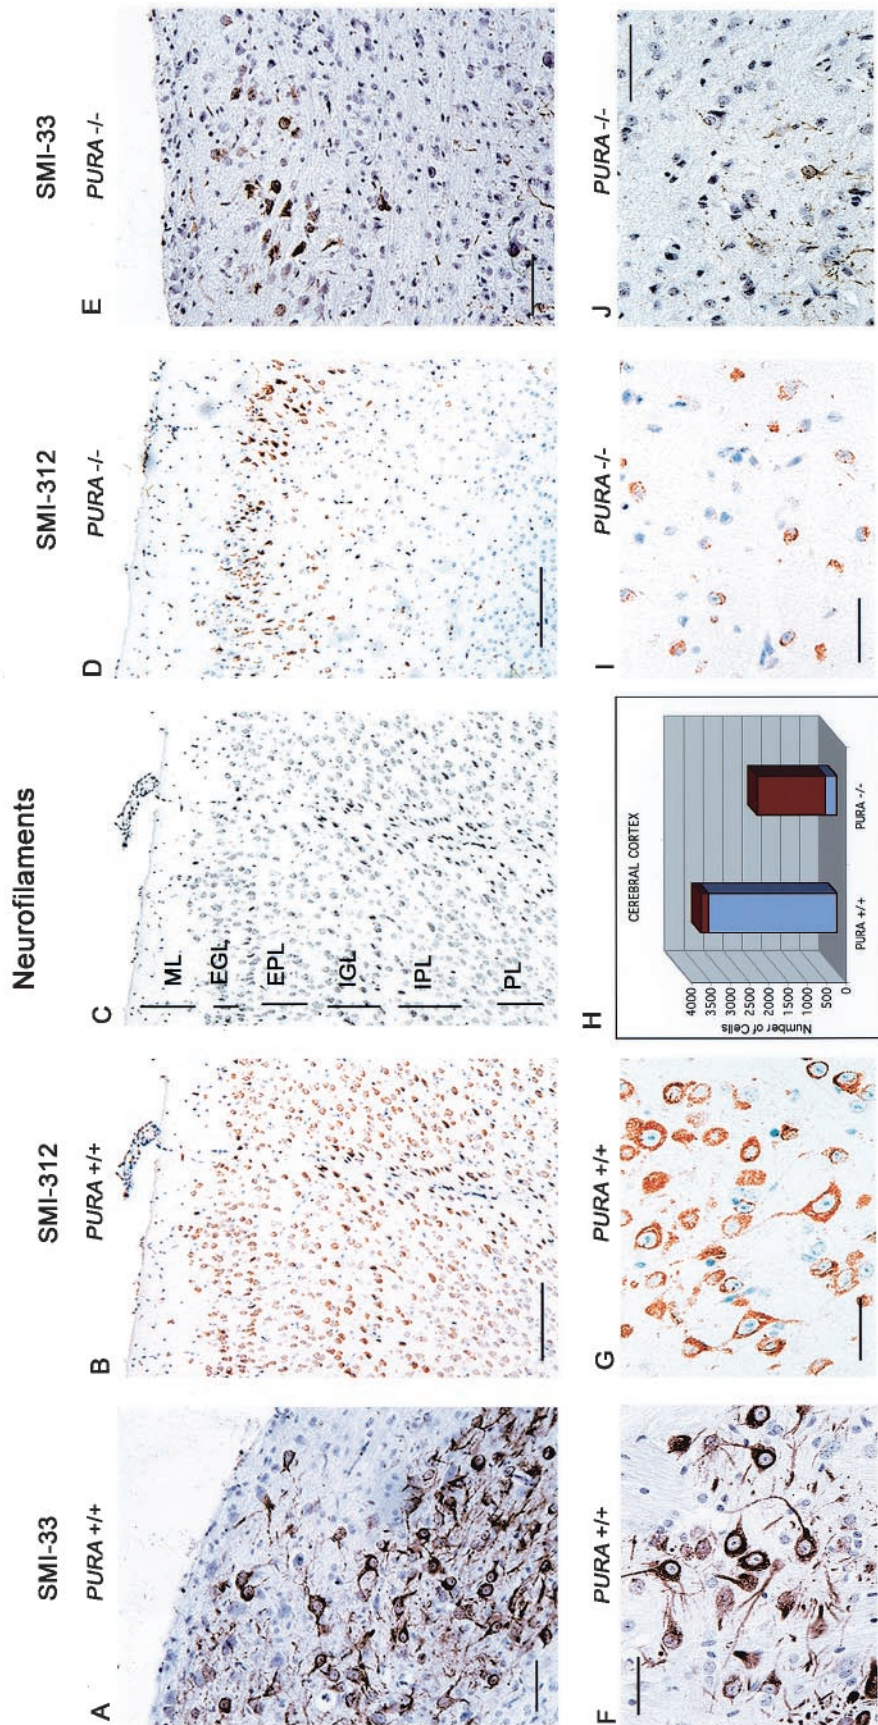 Neurofilaments
SMI-33
SMI-312
SMI-312
SMI-33
PURA +/+
PURA +/+
PURA -/-
PURA -/-
A
B
C
D
E
ML
EGL
EPL
IGL
IPL
PL
PURA +/+
PURA +/+
PURA -/-
PURA -/-
F
G
H
I
J
CEREBRAL CORTEX
Number of Cells
4000
3500
3000
2500
2000
1500
1000
500
0
PURA +/+
PURA -/-